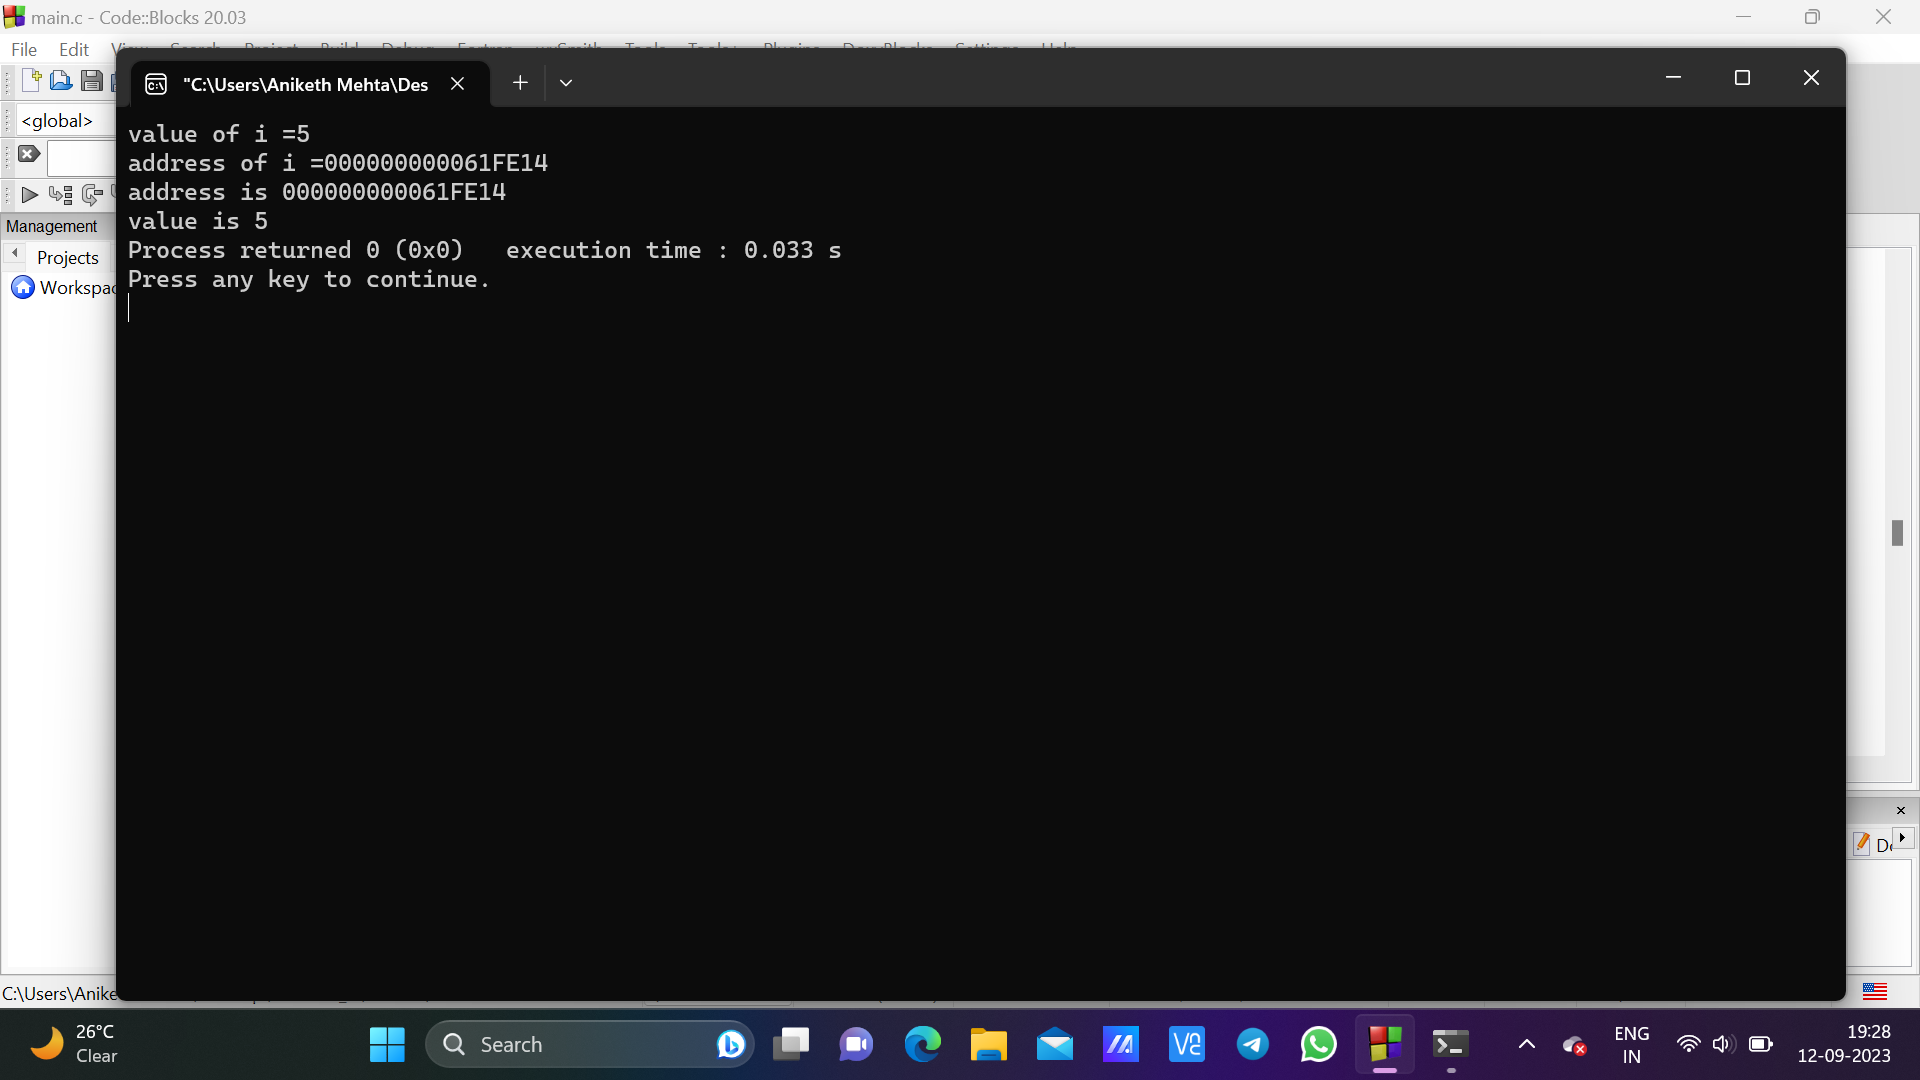 main.c - Code::Blocks 20.03
File Edit
"C:\Users\Aniketh Mehta\Des
<global>
value of i =5
address of i =000000000061FE14
address is 000000000061FE14
value is 5
Process returned 0 (0x0)   execution time : 0.033 s
Press any key to continue.
Management
Projects
Workspac
C:\Users\Anike
26°C
Clear
Search
ENG
IN
19:28
12-09-2023